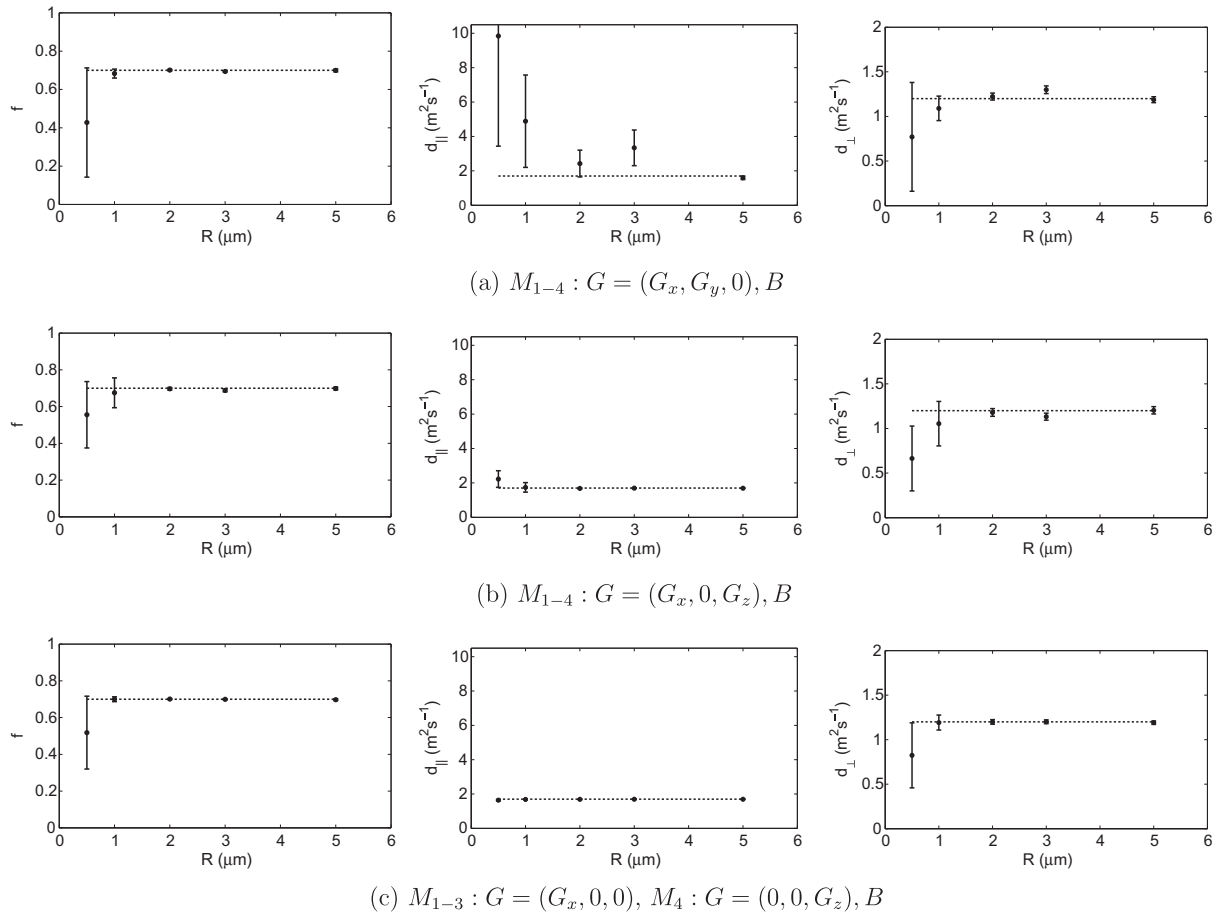 1
0.8
0.6
0.4
0.2
0
f
0 1 2 3 4 5 6
R (μm)
10
8
6
4
2
0
d∥ (m²s⁻¹)
0 1 2 3 4 5 6
R (μm)
2
1.5
1
0.5
0
d⊥ (m²s⁻¹)
0 1 2 3 4 5 6
R (μm)
(a) M₁₋₄ : G = (Gₓ, G_y, 0), B
1
0.8
0.6
0.4
0.2
0
f
0 1 2 3 4 5 6
R (μm)
10
8
6
4
2
0
d∥ (m²s⁻¹)
0 1 2 3 4 5 6
R (μm)
2
1.5
1
0.5
0
d⊥ (m²s⁻¹)
0 1 2 3 4 5 6
R (μm)
(b) M₁₋₄ : G = (Gₓ, 0, G_z), B
1
0.8
0.6
0.4
0.2
0
f
0 1 2 3 4 5 6
R (μm)
10
8
6
4
2
0
d∥ (m²s⁻¹)
0 1 2 3 4 5 6
R (μm)
2
1.5
1
0.5
0
d⊥ (m²s⁻¹)
0 1 2 3 4 5 6
R (μm)
(c) M₁₋₃ : G = (Gₓ, 0, 0), M₄ : G = (0, 0, G_z), B